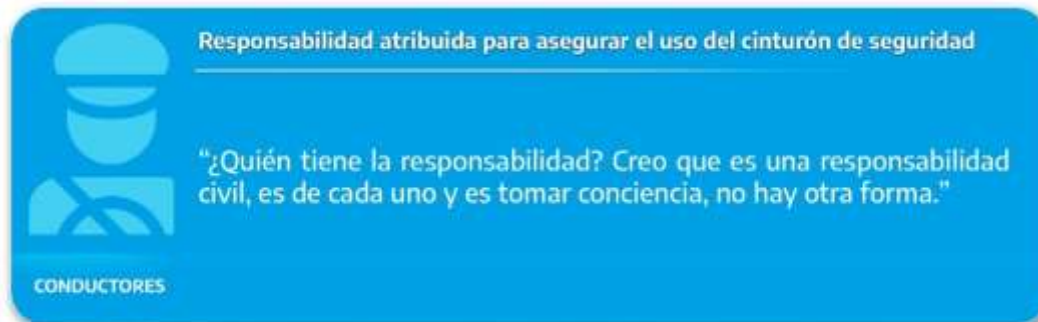 Responsabilidad atribuida para asegurar el uso del cinturón de seguridad
“¿Quién tiene la responsabilidad? Creo que es una responsabilidad
civil, es de cada uno y es tomar conciencia, no hay otra forma.”
CONDUCTORES